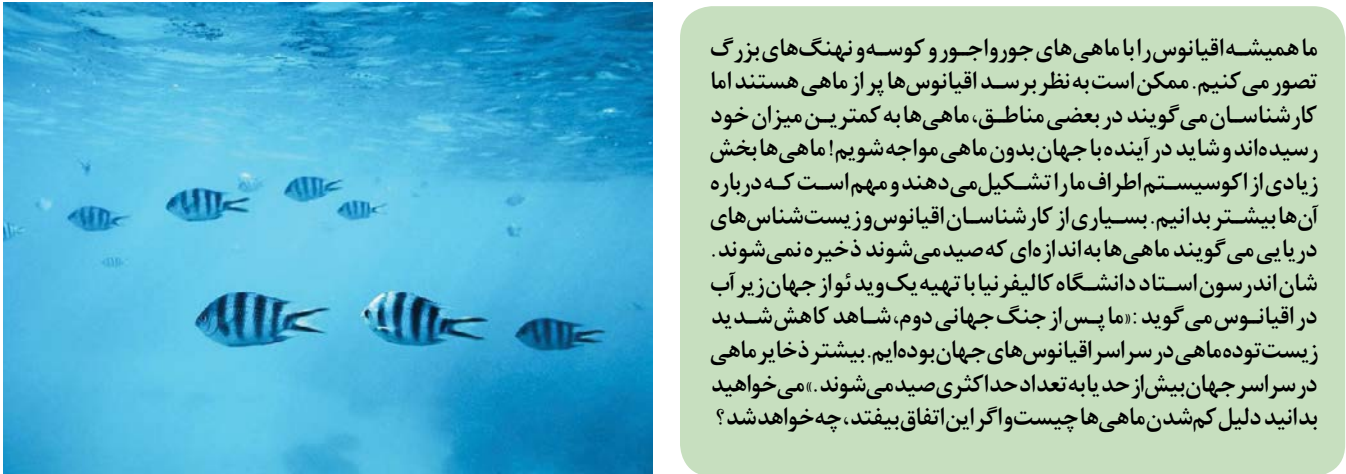 ما همیشه اقیانوس را با ماهی‌های جورواجور و کوسه و نهنگ‌های بزرگ
تصور می‌کنیم. ممکن است به نظر برسد اقیانوس‌ها پر از ماهی هستند اما
کارشناسان می‌گویند در بعضی مناطق، ماهی‌ها به کمترین میزان خود
رسیده‌اند و شاید در آینده با جهان بدون ماهی مواجه شویم! ماهی‌ها بخش
زیادی از اکوسیستم اطراف ما را تشکیل می‌دهند و مهم است که درباره
آن‌ها بیشتر بدانیم. بسیاری از کارشناسان اقیانوس و زیست‌شناس‌های
دریایی می‌گویند ماهی‌ها به اندازه‌ای که صید می‌شوند ذخیره نمی‌شوند.
شان اندرسون استاد دانشگاه کالیفرنیا با تهیه یک ویدئو از جهان زیر آب
در اقیانوس می‌گوید: «ما پس از جنگ جهانی دوم، شاهد کاهش شدید
زیست‌توده ماهی در سراسر اقیانوس‌های جهان بوده‌ایم. بیشتر ذخایر ماهی
در سراسر جهان بیش از حد یا به تعداد حداکثری صید می‌شوند.» می‌خواهید
بدانید دلیل کم شدن ماهی‌ها چیست و اگر این اتفاق بیفتد، چه خواهد شد؟